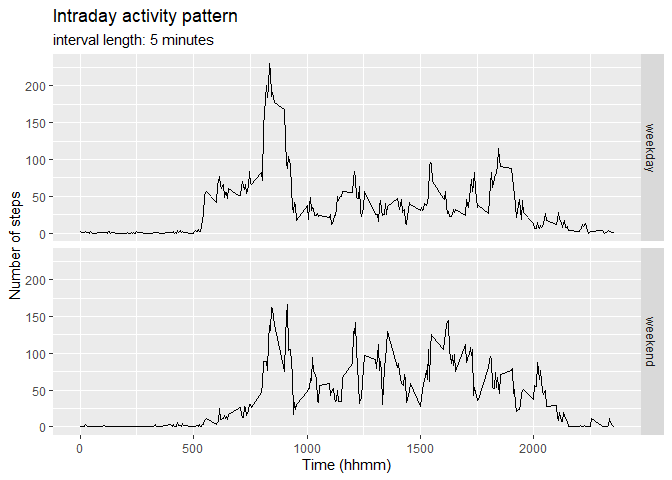 Intraday activity pattern
interval length: 5 minutes
200
150
100
50
0
weekday
200
150
100
50
0
weekend
Number of steps
0 500 1000 1500 2000
Time (hhmm)